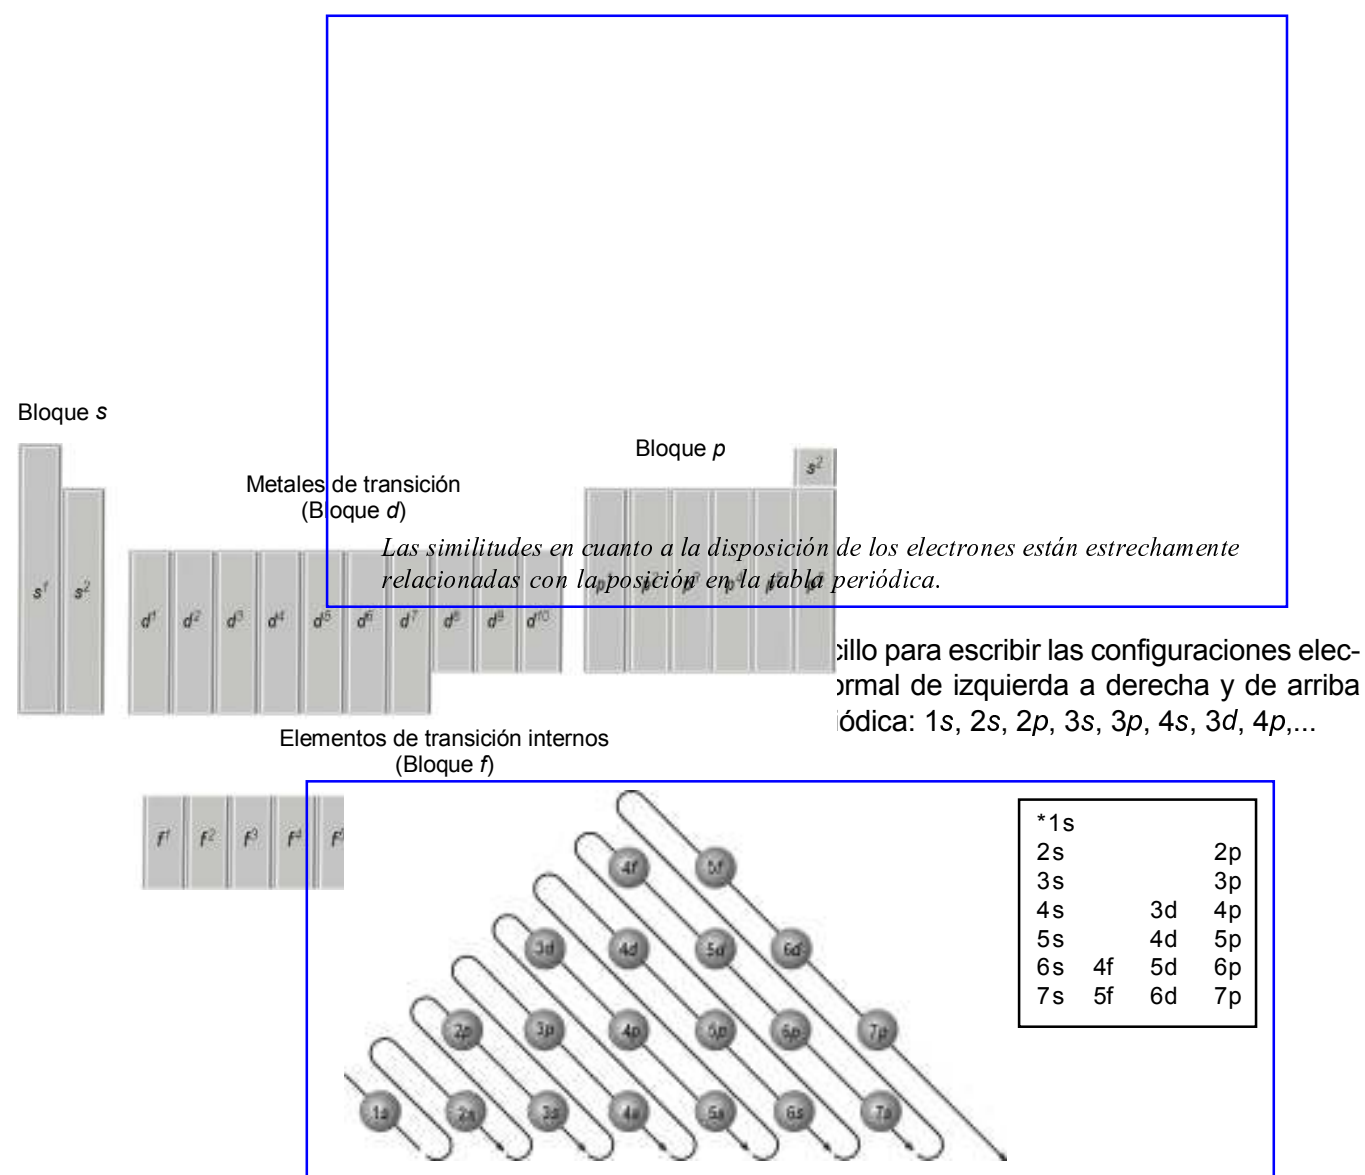 Bloque s
Bloque p
s²
Metales de transición
(Bloque d)
Las similitudes en cuanto a la disposición de los electrones están estrechamente
relacionadas con la posición en la tabla periódica.
s¹ s² d¹ d² d³ d⁴ d⁵ d⁶ d⁷ d⁸ d⁹ d¹⁰ p² p³ p⁴
cillo para escribir las configuraciones elec-
ormal de izquierda a derecha y de arriba
iódica: 1s, 2s, 2p, 3s, 3p, 4s, 3d, 4p,...
Elementos de transición internos
(Bloque f)
f¹ f² f³ f⁴
4f 5f
3d 4d 5d 6d
2p 3p 4p 5p 6p 7p
1s 2s 3s 4s 5s 6s 7s
*1s
2s 2p
3s 3p
4s 3d 4p
5s 4d 5p
6s 4f 5d 6p
7s 5f 6d 7p